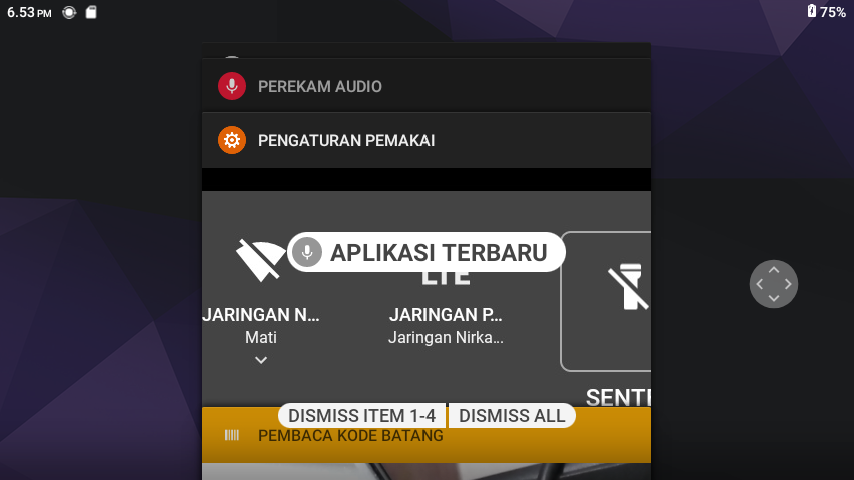 6.53 PM
75%
PEREKAM AUDIO
PENGATURAN PEMAKAI
APLIKASI TERBARU
LTE
JARINGAN N...
JARINGAN P...
Mati
Jaringan Nirka...
SENTE
DISMISS ITEM 1-4
DISMISS ALL
PEMBACA KODE BATANG